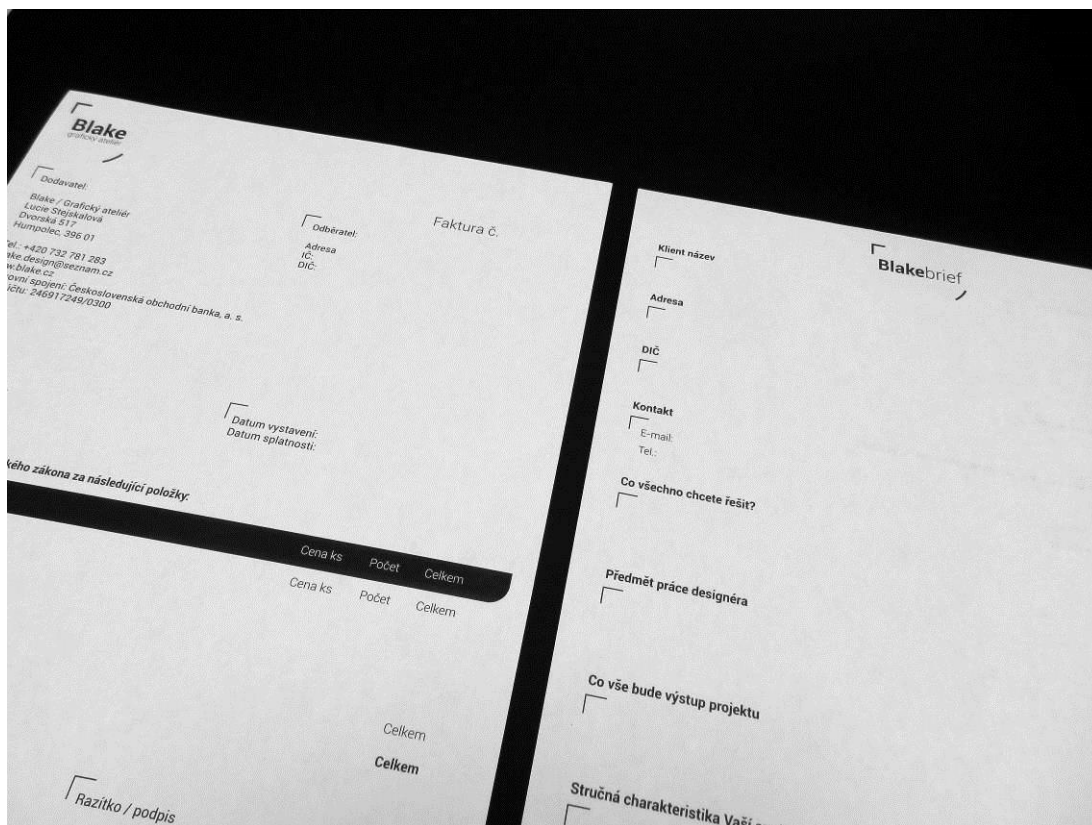 Blake
grafický ateliér
Dodavatel:
Blake / Grafický ateliér
Lucie Stejskalová
Dvorská 517
Humpolec, 396 01
Tel.: +420 732 781 283
ake.design@seznam.cz
w.blake.cz
ovní spojení: Československá obchodní banka, a. s.
účtu: 246917249/0300
Faktura č.
Odběratel:
Adresa
IČ:
DIČ:
Datum vystavení:
Datum splatnosti:
kého zákona za následující položky:
Cena ks Počet Celkem
Cena ks Počet Celkem
Celkem
Celkem
Razítko / podpis
Blakebrief
Klient název
Adresa
DIČ
Kontakt
E-mail:
Tel.:
Co všechno chcete řešit?
Předmět práce designéra
Co vše bude výstup projektu
Stručná charakteristika Vaší